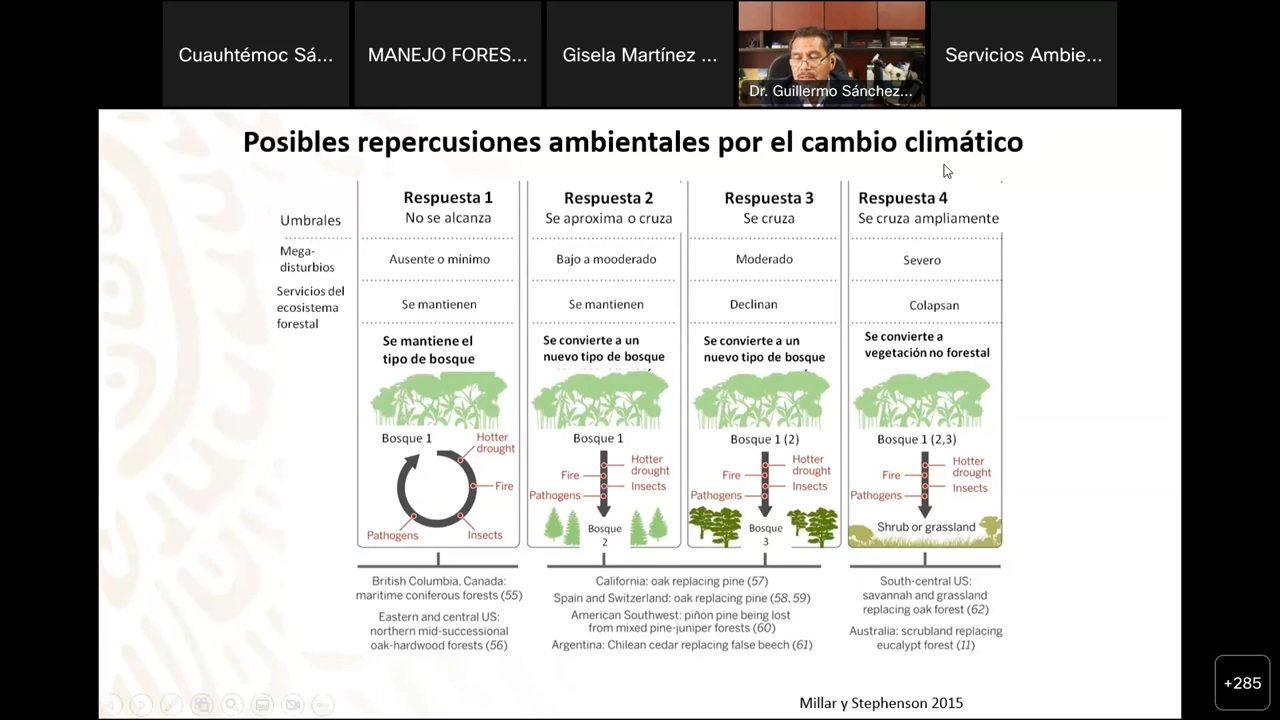 Cuauhtémoc Sá...
MANEJO FORES...
Gisela Martínez ...
Dr. Guillermo Sánchez...
Servicios Ambie...
Posibles repercusiones ambientales por el cambio climático
Respuesta 1
Respuesta 2
Respuesta 3
Respuesta 4
Umbrales
No se alcanza
Se aproxima o cruza
Se cruza
Se cruza ampliamente
Mega-
disturbios
Ausente o mínimo
Bajo a mooderado
Moderado
Severo
Servicios del
ecosistema
forestal
Se mantienen
Se mantienen
Declinan
Colapsan
Se mantiene el
tipo de bosque
Se convierte a un
nuevo tipo de bosque
Se convierte a un
nuevo tipo de bosque
Se convierte a
vegetación no forestal
Bosque 1
Hotter
drought
Fire
Insects
Pathogens
Bosque 1
Hotter
drought
Fire
Insects
Pathogens
Bosque
2
Bosque 1 (2)
Hotter
drought
Fire
Insects
Pathogens
Bosque
3
Bosque 1 (2,3)
Hotter
drought
Fire
Insects
Pathogens
Shrub or grassland
British Columbia, Canada:
maritime coniferous forests (55)
Eastern and central US:
northern mid-successional
oak-hardwood forests (56)
California: oak replacing pine (57)
Spain and Switzerland: oak replacing pine (58, 59)
American Southwest: piñon pine being lost
from mixed pine-juniper forests (60)
Argentina: Chilean cedar replacing false beech (61)
South-central US:
savannah and grassland
replacing oak forest (62)
Australia: scrubland replacing
eucalypt forest (11)
Millar y Stephenson 2015
+285